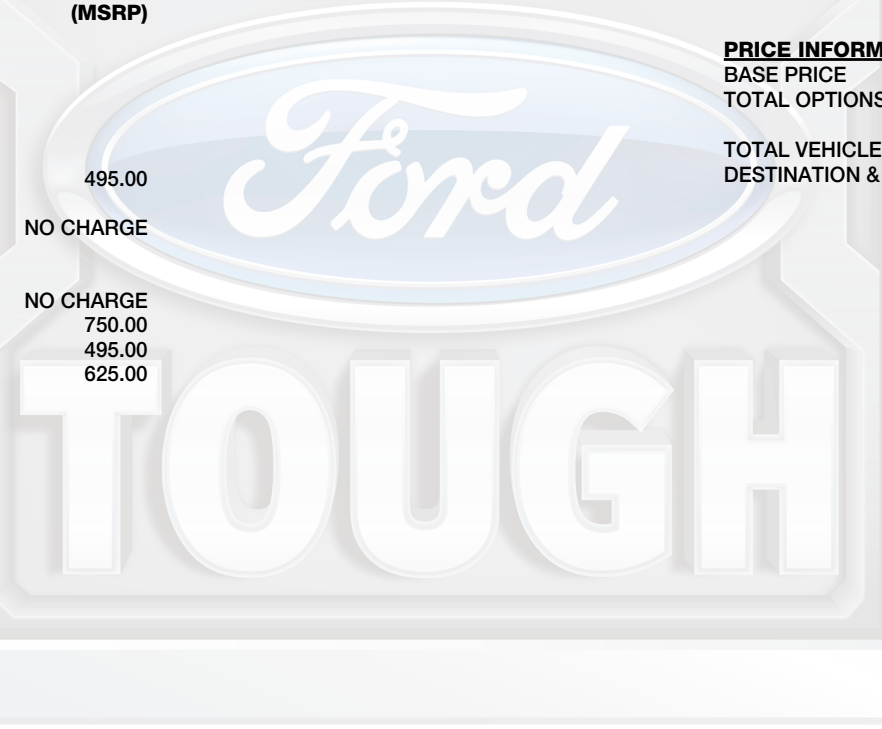 (MSRP)
495.00
NO CHARGE
NO CHARGE
750.00
495.00
625.00
PRICE INFORM
BASE PRICE
TOTAL OPTIONS
TOTAL VEHICLE
DESTINATION &
Ford
TOUGH